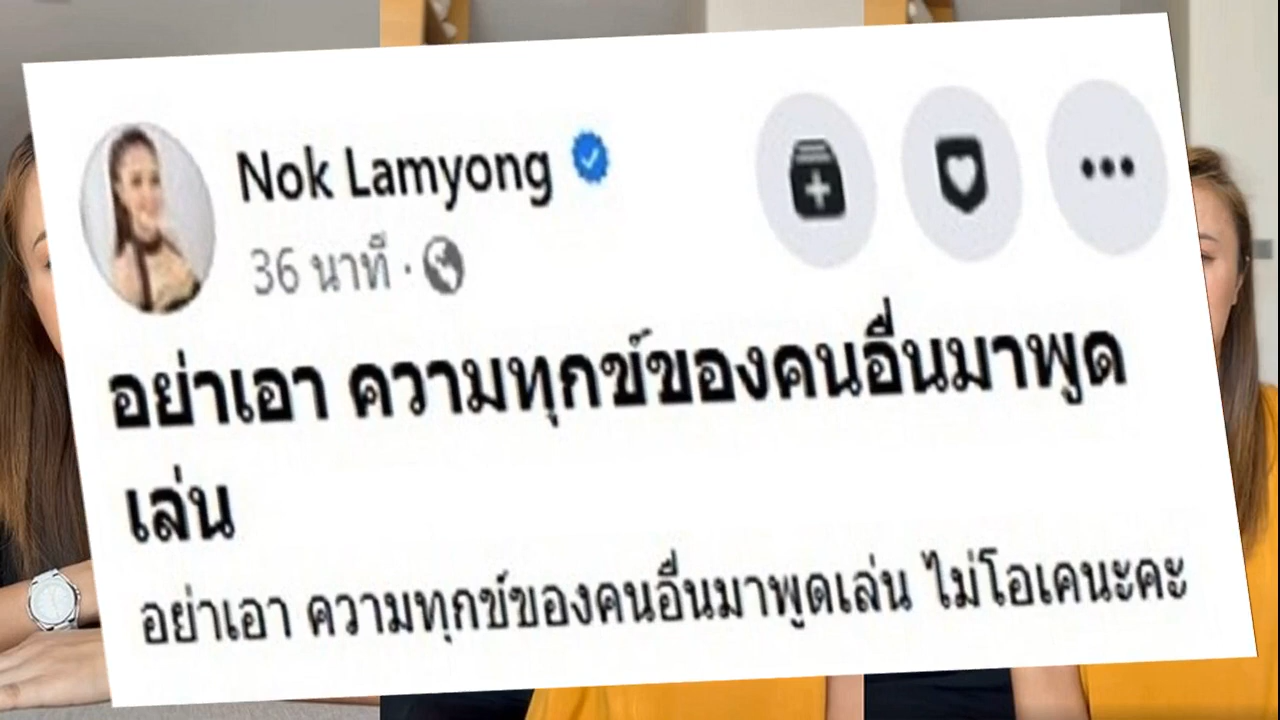 Nok Lamyong
36 นาที ·
อย่าเอา ความทุกข์ของคนอื่นมาพูด
เล่น
อย่าเอา ความทุกข์ของคนอื่นมาพูดเล่น ไม่โอเคนะคะ